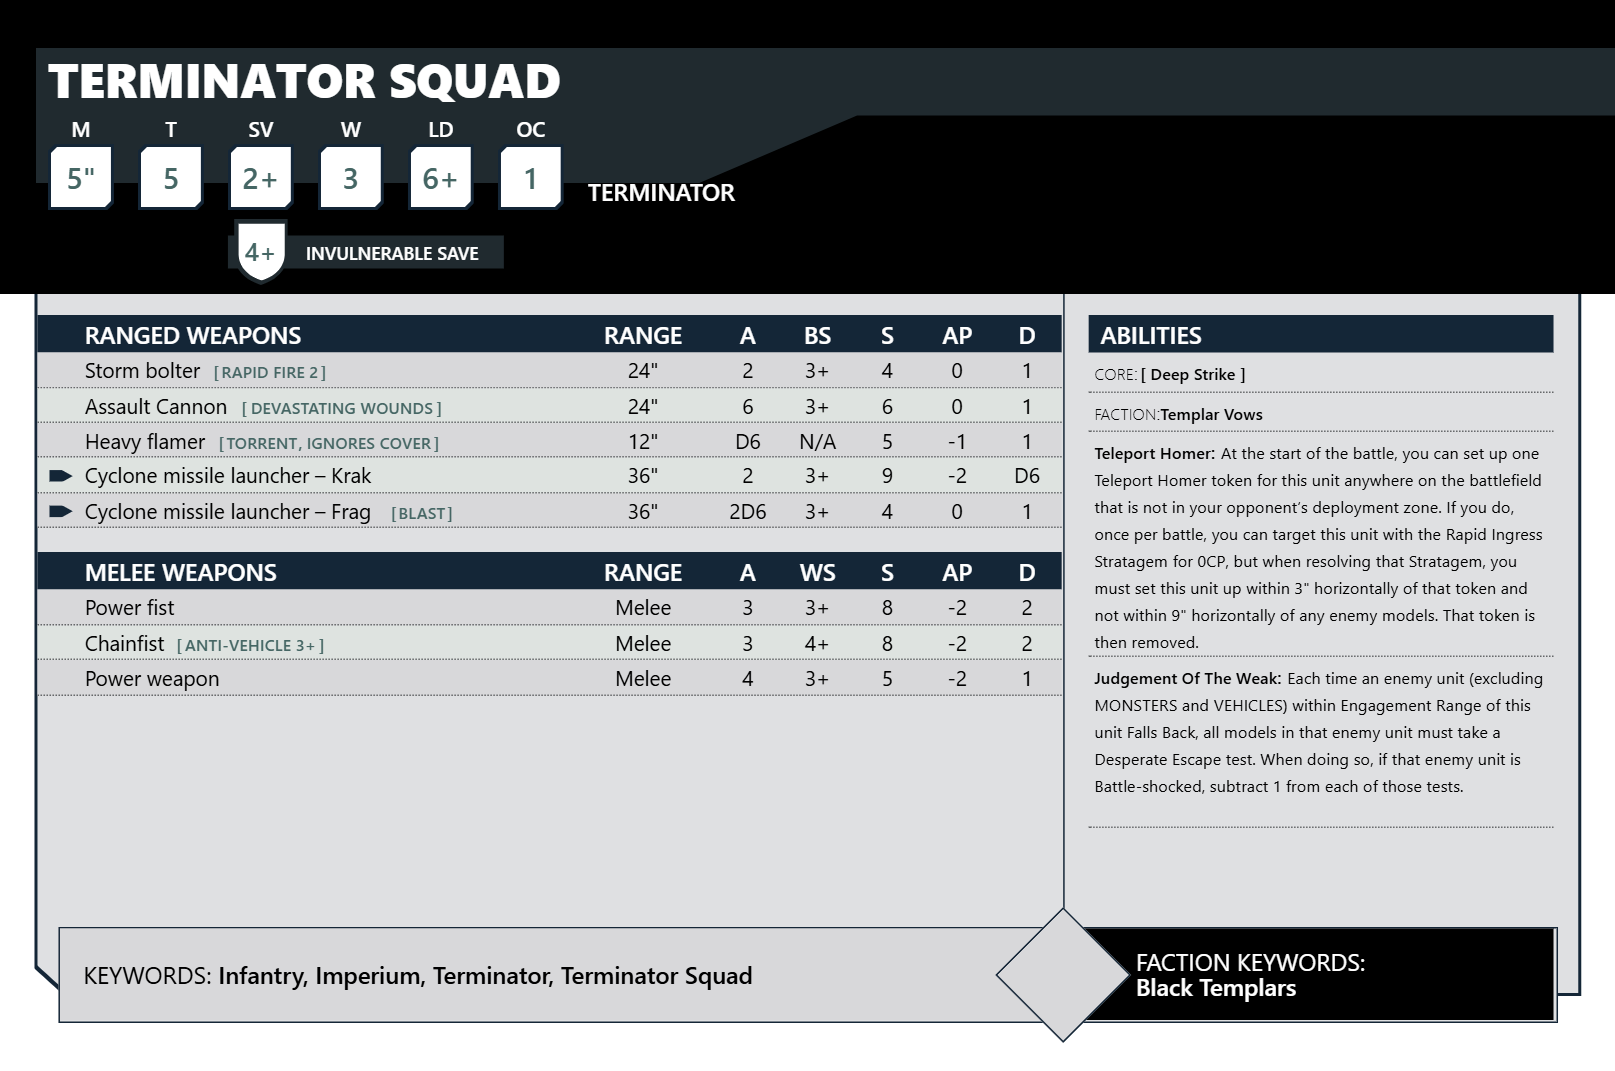 TERMINATOR SQUAD
M T SV W LD OC
5" 5 2+ 3 6+ 1
TERMINATOR
4+ INVULNERABLE SAVE
RANGED WEAPONS RANGE A BS S AP D
Storm bolter [ RAPID FIRE 2 ] 24" 2 3+ 4 0 1
Assault Cannon [ DEVASTATING WOUNDS ] 24" 6 3+ 6 0 1
Heavy flamer [ TORRENT, IGNORES COVER ] 12" D6 N/A 5 -1 1
Cyclone missile launcher – Krak 36" 2 3+ 9 -2 D6
Cyclone missile launcher – Frag [ BLAST ] 36" 2D6 3+ 4 0 1
MELEE WEAPONS RANGE A WS S AP D
Power fist Melee 3 3+ 8 -2 2
Chainfist [ ANTI-VEHICLE 3+ ] Melee 3 4+ 8 -2 2
Power weapon Melee 4 3+ 5 -2 1
ABILITIES
CORE: [ Deep Strike ]
FACTION:Templar Vows
Teleport Homer: At the start of the battle, you can set up one
Teleport Homer token for this unit anywhere on the battlefield
that is not in your opponent’s deployment zone. If you do,
once per battle, you can target this unit with the Rapid Ingress
Stratagem for 0CP, but when resolving that Stratagem, you
must set this unit up within 3" horizontally of that token and
not within 9" horizontally of any enemy models. That token is
then removed.
Judgement Of The Weak: Each time an enemy unit (excluding
MONSTERS and VEHICLES) within Engagement Range of this
unit Falls Back, all models in that enemy unit must take a
Desperate Escape test. When doing so, if that enemy unit is
Battle-shocked, subtract 1 from each of those tests.
KEYWORDS: Infantry, Imperium, Terminator, Terminator Squad
FACTION KEYWORDS:
Black Templars